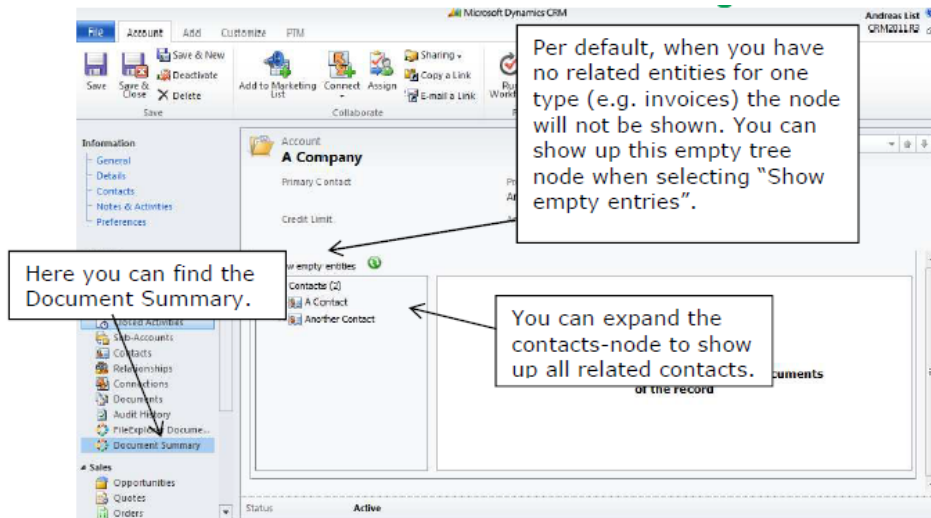 Microsoft Dynamics CRM
Andreas List
CRM2011R3
File Account Add Customize PTM
Save
Save & Close
Save & New
Deactivate
Delete
Save
Add to Marketing List
Connect
Assign
Sharing
Copy a Link
E-mail a Link
Collaborate
Per default, when you have
no related entities for one
type (e.g. invoices) the node
will not be shown. You can
show up this empty tree
node when selecting “Show
empty entries”.
Information
General
Details
Contacts
Notes & Activities
Preferences
Account
A Company
Primary Contact
Credit Limit
Here you can find the
Document Summary.
empty entities
Contacts (2)
A Contact
Another Contact
You can expand the
contacts-node to show
up all related contacts.
of the record
Closed Activities
Sub-Accounts
Contacts
Relationships
Connections
Documents
Audit History
FileExplorer Docume...
Document Summary
Sales
Opportunities
Quotes
Orders
Status Active